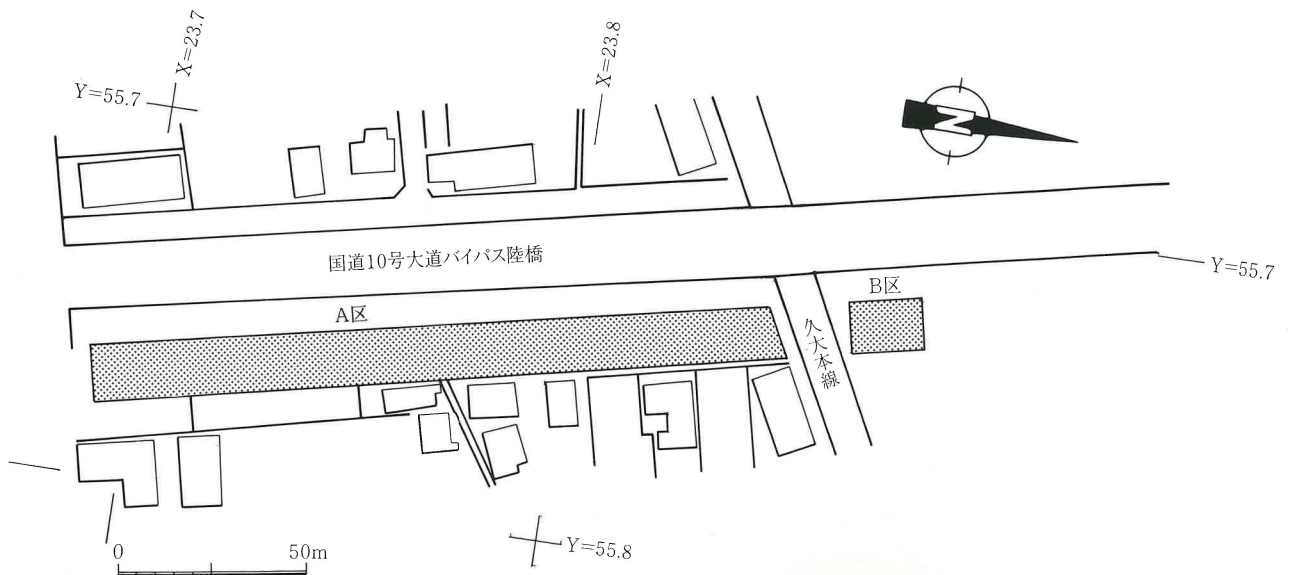 X=23.7
X=23.8
Y=55.7
N
国道10号大道バイパス陸橋
Y=55.7
B区
A区
久大本線
0 50m
Y=55.8